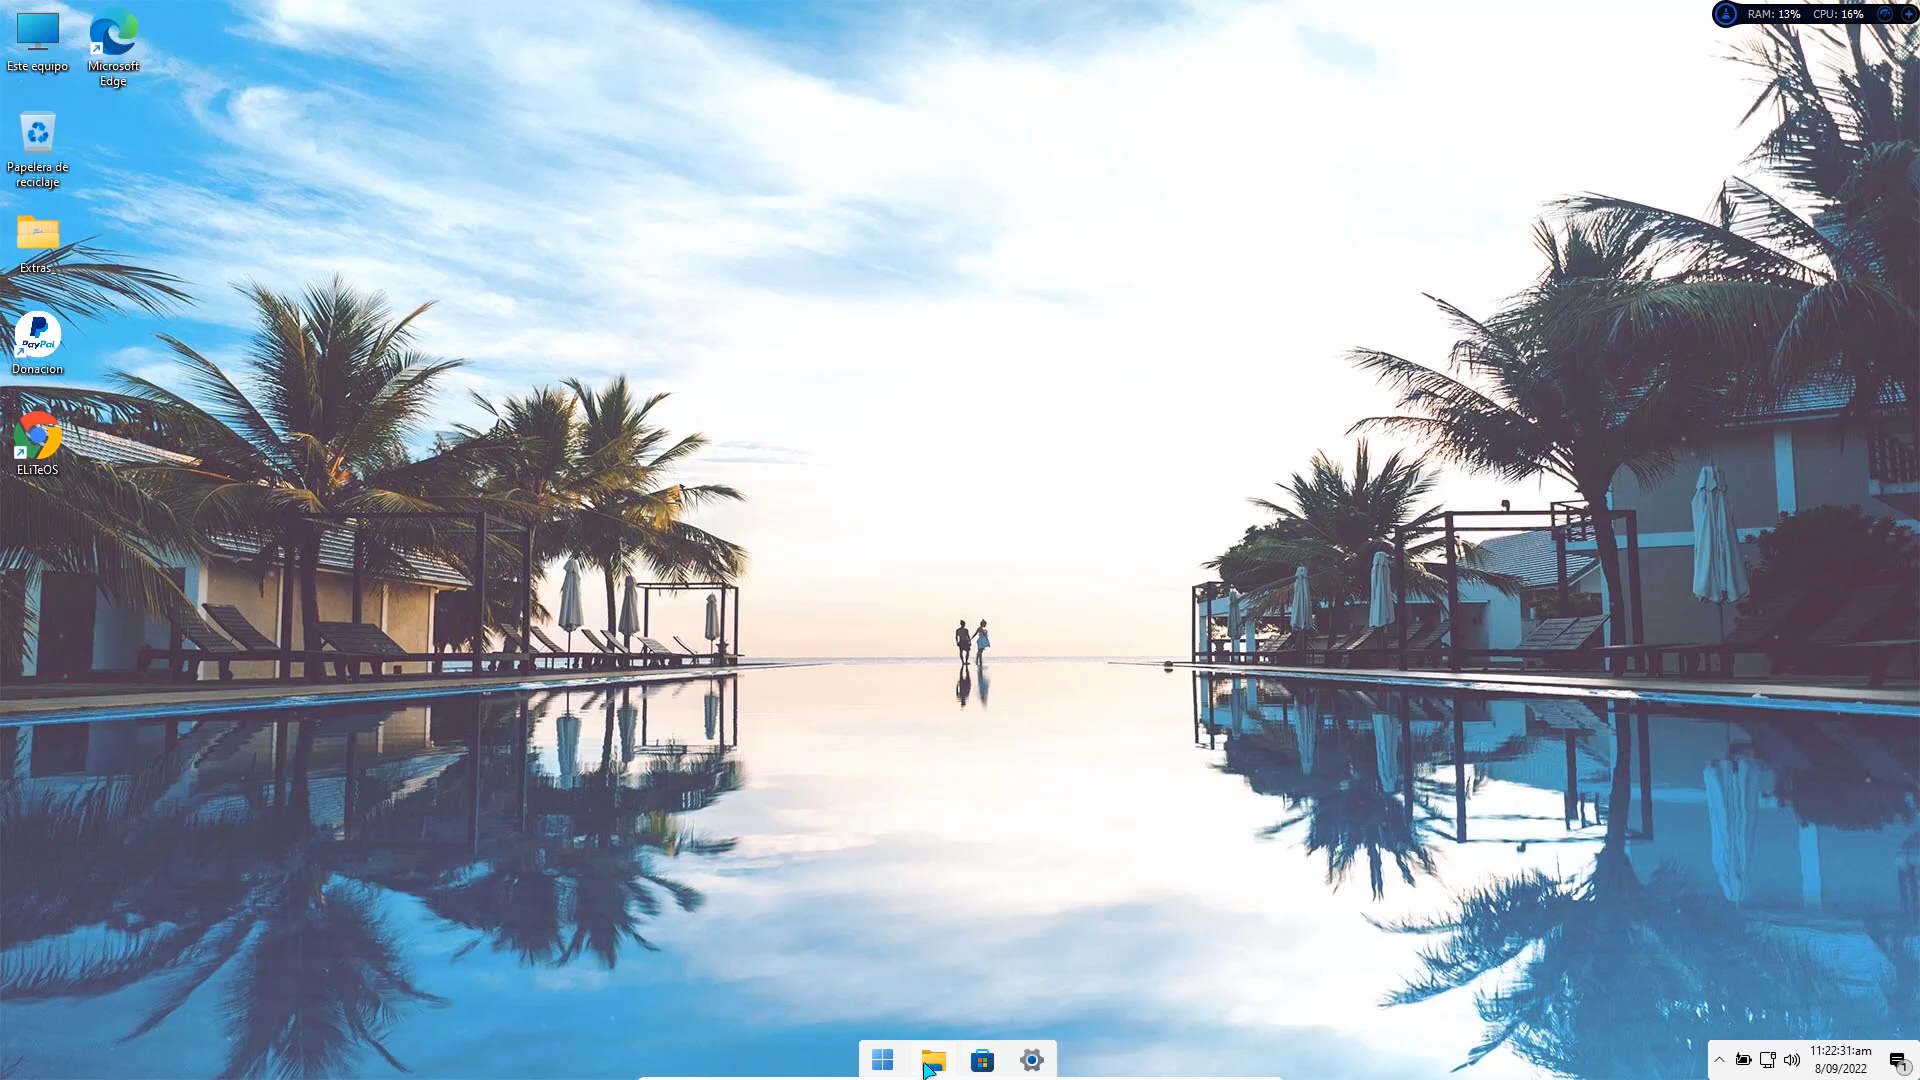 Este equipo
Microsoft
Edge
Papelera de
reciclaje
Extras
PayPal
Donacion
ELiTeOS
RAM: 13% CPU: 16%
11:22:31:am
8/09/2022
1